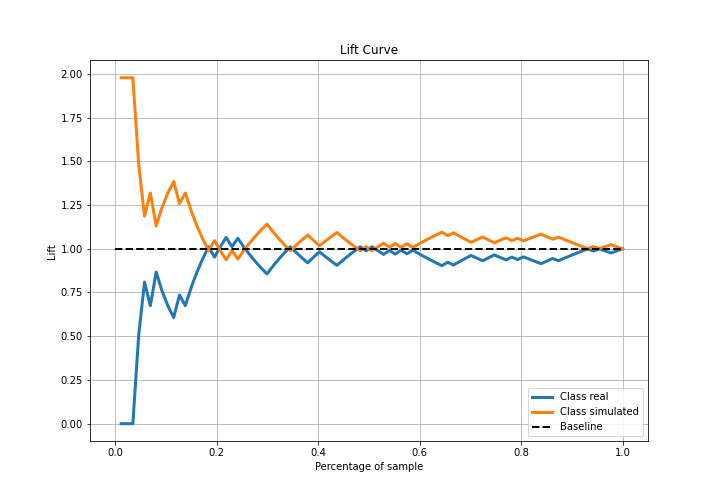 Lift Curve
2.00
1.75
1.50
1.25
1.00
0.75
0.50
0.25
0.00
Lift
0.0 0.2 0.4 0.6 0.8 1.0
Percentage of sample
Class real
Class simulated
Baseline